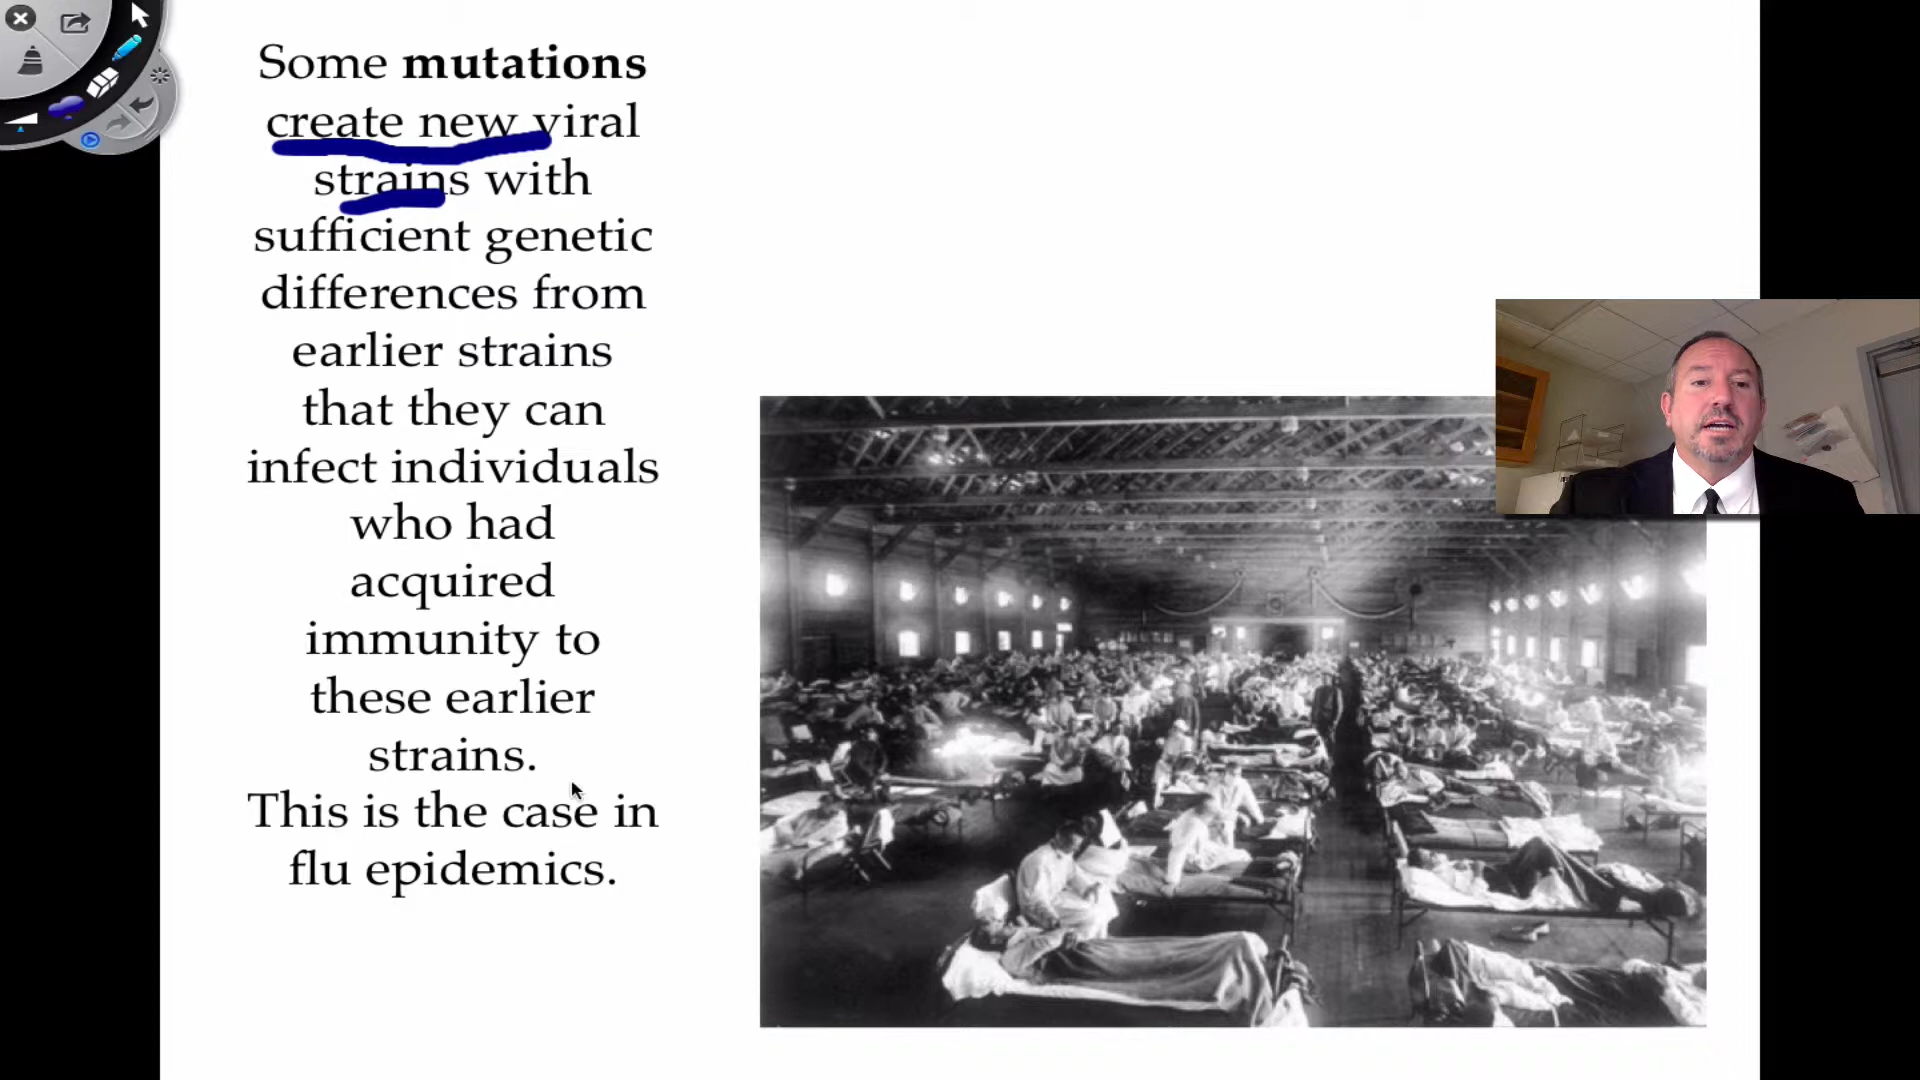 Some mutations
create new viral
strains with
sufficient genetic
differences from
earlier strains
that they can
infect individuals
who had
acquired
immunity to
these earlier
strains.
This is the case in
flu epidemics.